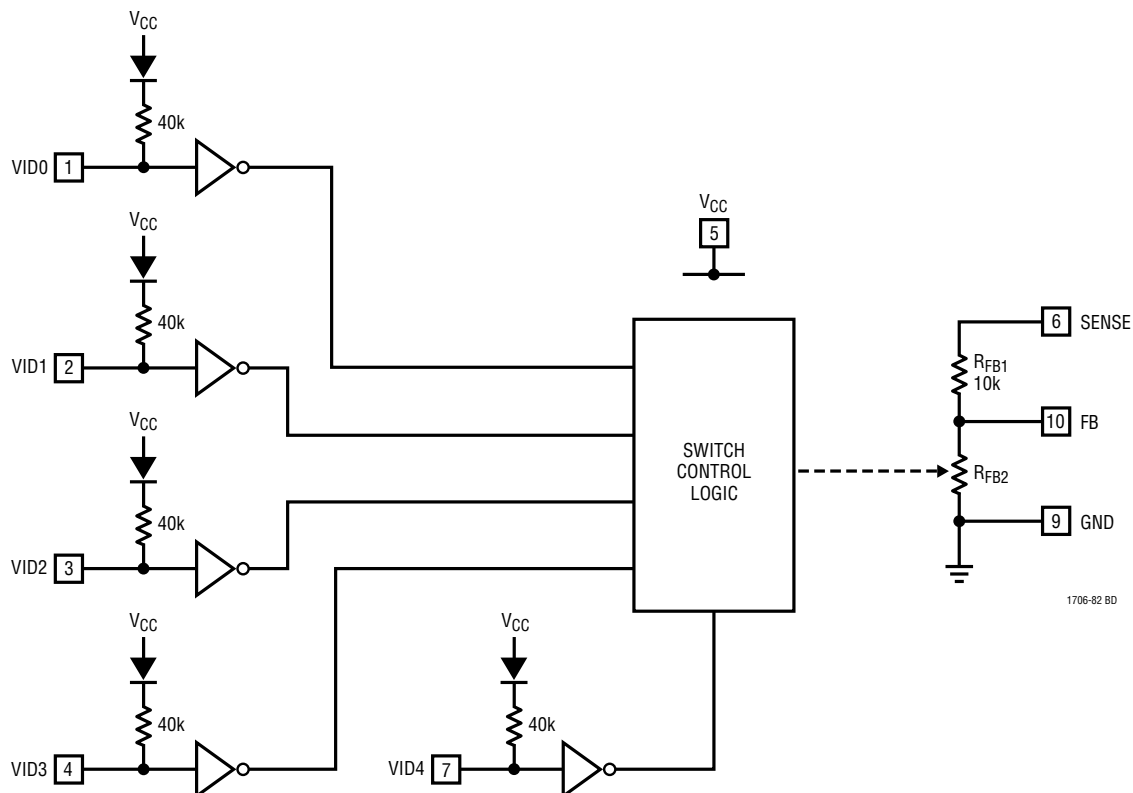 VCC
40k
VID0 1
VCC
5
VCC
40k
VID1 2
6 SENSE
RFB1
10k
10 FB
VCC
SWITCH
CONTROL
LOGIC
RFB2
40k
9 GND
VID2 3
1706-82 BD
VCC
VCC
40k
40k
VID3 4
VID4 7